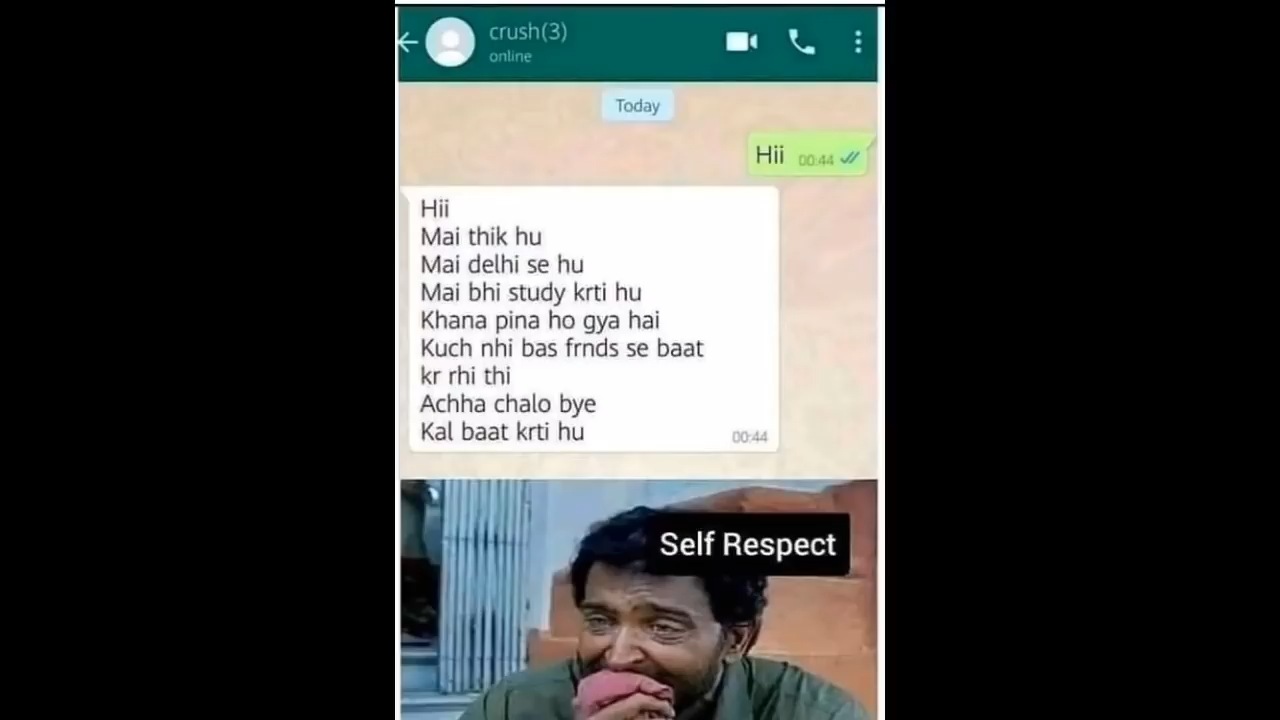 crush(3)
online
Today
Hii 00:44
Hii
Mai thik hu
Mai delhi se hu
Mai bhi study krti hu
Khana pina ho gya hai
Kuch nhi bas frnds se baat
kr rhi thi
Achha chalo bye
Kal baat krti hu
00:44
Self Respect